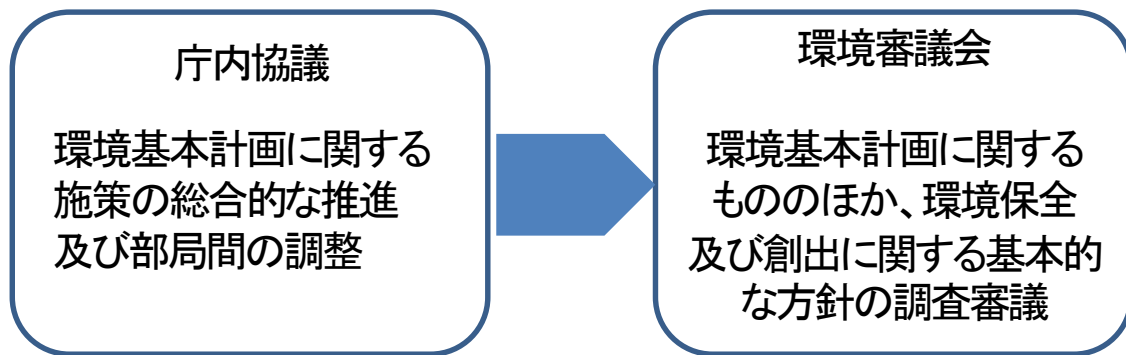 庁内協議
環境基本計画に関する
施策の総合的な推進
及び部局間の調整
環境審議会
環境基本計画に関する
もののほか、環境保全
及び創出に関する基本的
な方針の調査審議